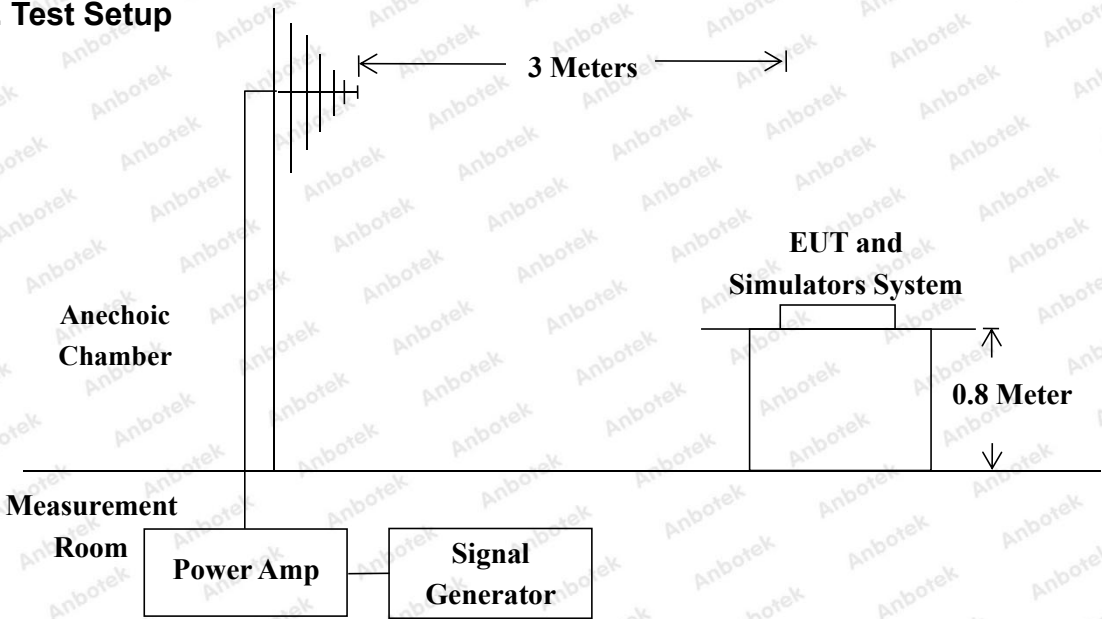 . Test Setup
3 Meters
EUT and
Simulators System
Anechoic
Chamber
0.8 Meter
Measurement
Room
Power Amp
Signal
Generator
Anbotek